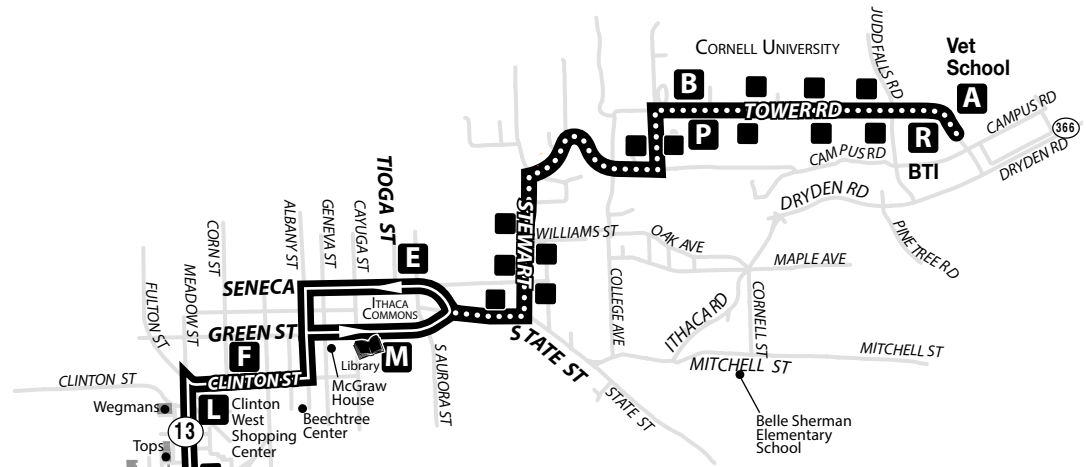 CORNELL UNIVERSITY
JUDD FALLS RD
Vet
School
A
B
TOWER RD
P
R
BTI
CAMPUS RD
366
DRYDEN RD
CAMPUS RD
DRYDEN RD
PINE TREE RD
TIOGA ST
STEWART
WILLIAMS ST
OAK AVE
MAPLE AVE
COLLEGE AVE
ITHACA RD
CORNELL ST
MITCHELL ST
MITCHELL ST
ALBANY ST
GENEVA ST
CAYUGA ST
CORN ST
MEADOW ST
FULTON ST
E
SENECA
ITHACA
COMMONS
GREEN ST
STATE ST
STATE ST
F
Library
M
S AURORA ST
CLINTON ST
CLINTON ST
McGraw
House
Wegmans
L
Clinton
West
Shopping
Center
Beechtree
Center
13
Tops
Belle Sherman
Elementary
School